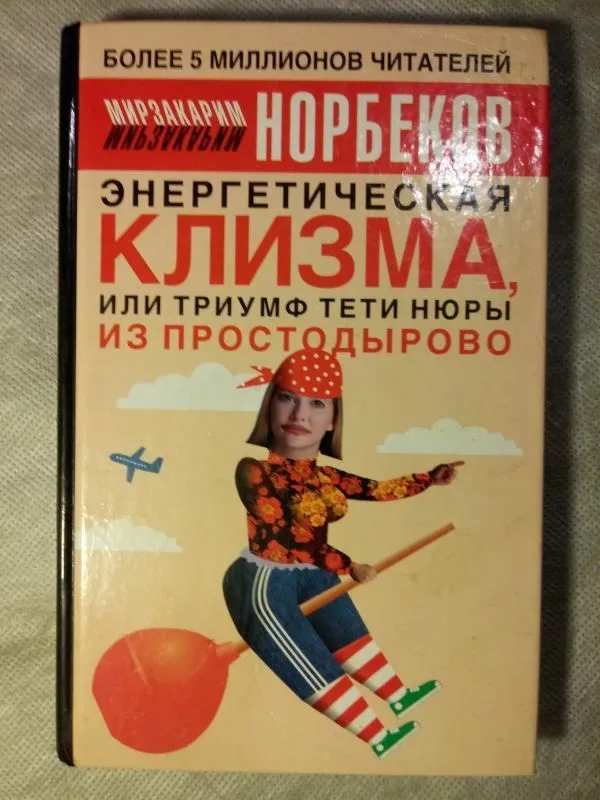 БОЛЕЕ 5 МИЛЛИОНОВ ЧИТАТЕЛЕЙ
МИРЗАКАРИМ НОРБЕКОВ
ЭНЕРГЕТИЧЕСКАЯ
КЛИЗМА,
ИЛИ ТРИУМФ ТЕТИ НЮРЫ
ИЗ ПРОСТОДЫРОВО